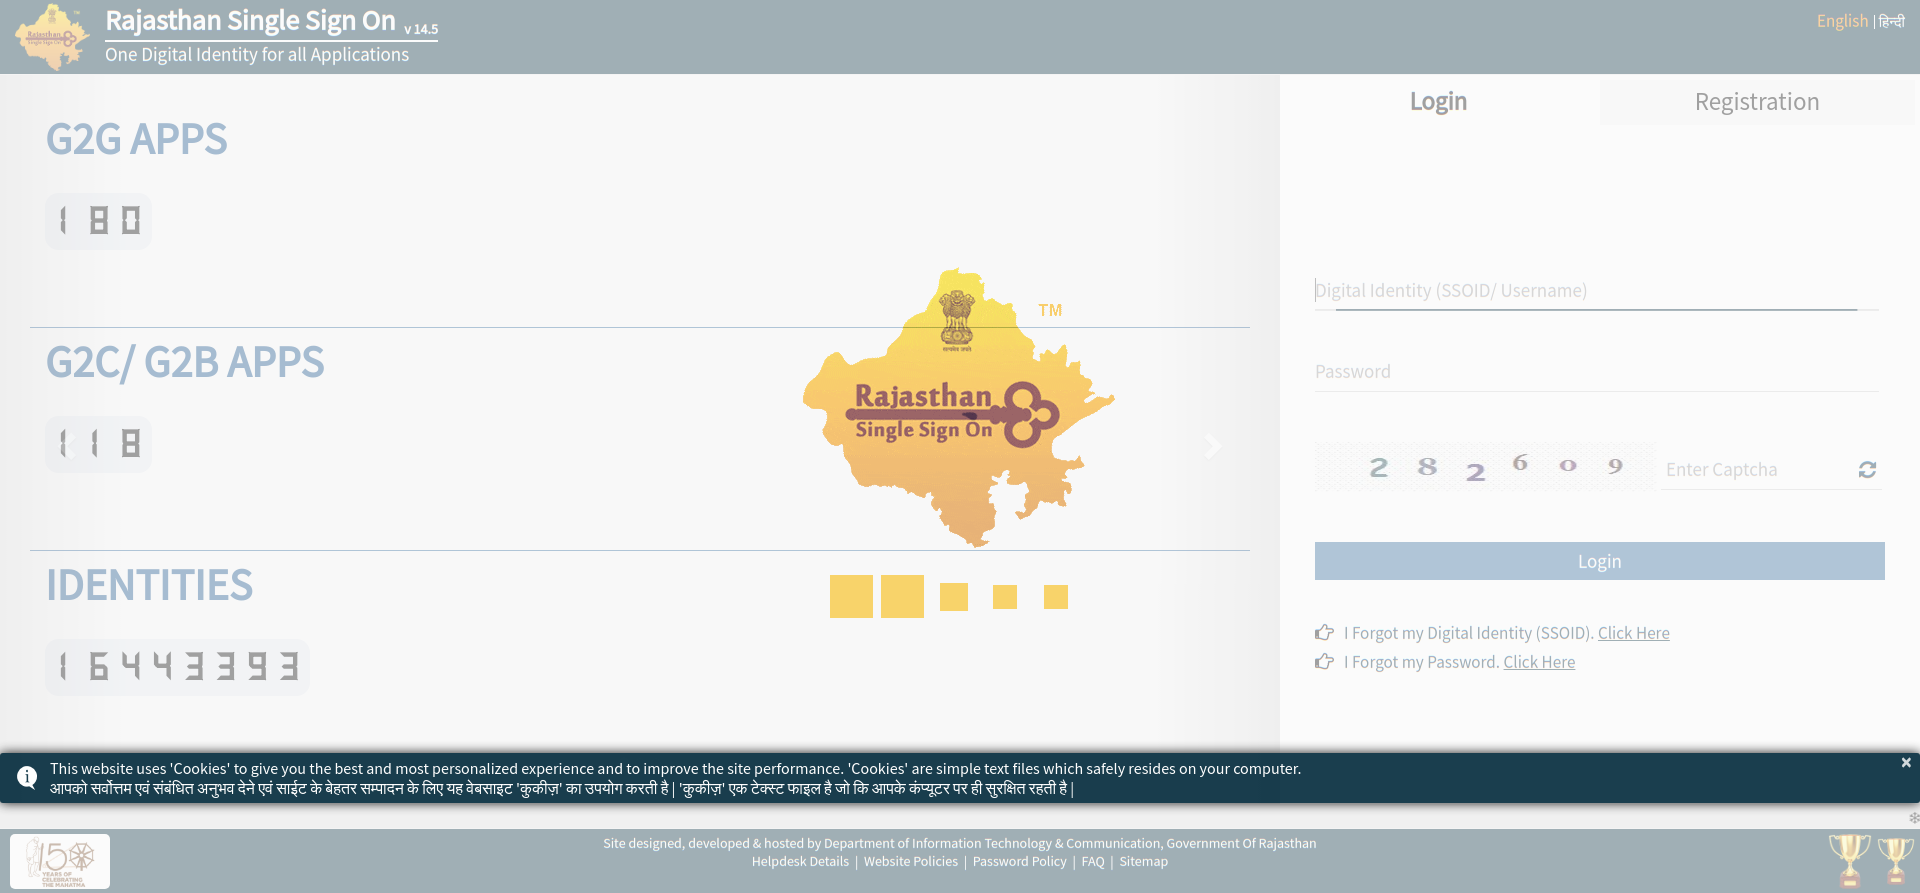 Rajasthan Single Sign On v 14.5
One Digital Identity for all Applications
English | हिन्दी
G2G APPS
180
G2C/ G2B APPS
118
IDENTITIES
16443393
TM
Rajasthan
Single Sign On
Login
Registration
Digital Identity (SSOID/ Username)
Password
282609
Enter Captcha
Login
I Forgot my Digital Identity (SSOID). Click Here
I Forgot my Password. Click Here
This website uses 'Cookies' to give you the best and most personalized experience and to improve the site performance. 'Cookies' are simple text files which safely resides on your computer.
आपको सर्वोत्तम एवं संबंधित अनुभव देने एवं साईट के बेहतर सम्पादन के लिए यह वेबसाइट 'कुकीज़' का उपयोग करती है | 'कुकीज़' एक टेक्स्ट फाइल है जो कि आपके कंप्यूटर पर ही सुरक्षित रहती है |
150
YEARS OF
CELEBRATING
THE MAHATMA
Site designed, developed & hosted by Department of Information Technology & Communication, Government Of Rajasthan
Helpdesk Details | Website Policies | Password Policy | FAQ | Sitemap